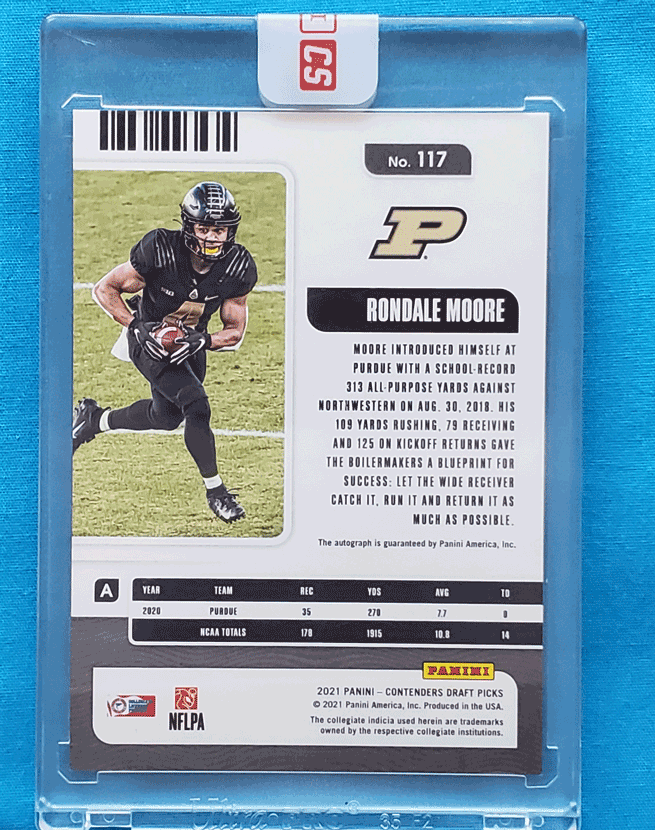 CS
No. 117
P
RONDALE MOORE
MOORE INTRODUCED HIMSELF AT
PURDUE WITH A SCHOOL-RECORD
313 ALL-PURPOSE YARDS AGAINST
NORTHWESTERN ON AUG. 30, 2018. HIS
109 YARDS RUSHING, 79 RECEIVING
AND 125 ON KICKOFF RETURNS GAVE
THE BOILERMAKERS A BLUEPRINT FOR
SUCCESS: LET THE WIDE RECEIVER
CATCH IT, RUN IT AND RETURN IT AS
MUCH AS POSSIBLE.
The autograph is guaranteed by Panini America, Inc.
A
YEAR TEAM REC YDS AVG TD
2020 PURDUE 35 270 7.7 0
NCAA TOTALS 178 1915 10.8 14
PANINI
2021 PANINI – CONTENDERS DRAFT PICKS
© 2021 Panini America, Inc. Produced in the USA.
The collegiate indicia used herein are trademarks
owned by the respective collegiate institutions.
NFLPA